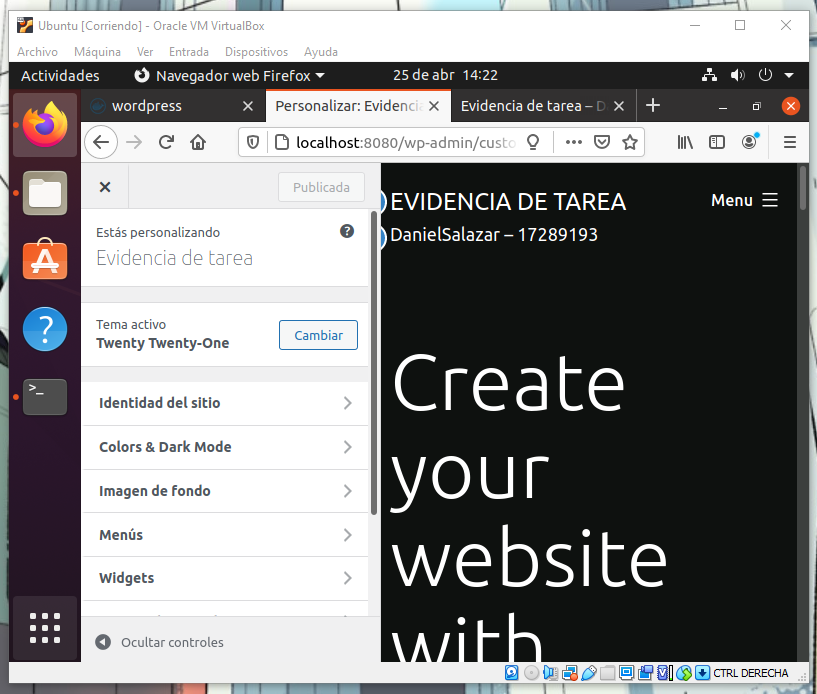 Ubuntu [Corriendo] - Oracle VM VirtualBox
Archivo Máquina Ver Entrada Dispositivos Ayuda
Actividades Navegador web Firefox 25 de abr 14:22
wordpress Personalizar: Evidencia Evidencia de tarea – D
localhost:8080/wp-admin/custo
Publicada
Estás personalizando
Evidencia de tarea
Tema activo
Twenty Twenty-One
Cambiar
Identidad del sitio
Colors & Dark Mode
Imagen de fondo
Menús
Widgets
Ocultar controles
EVIDENCIA DE TAREA
Menu
DanielSalazar – 17289193
Create
your
website
with
CTRL DERECHA